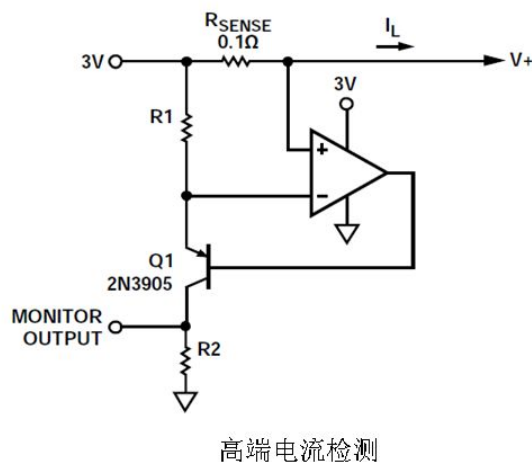 RSENSE
0.1Ω
IL
3V
V+
3V
R1
+
−
Q1
2N3905
MONITOR
OUTPUT
R2
高端电流检测